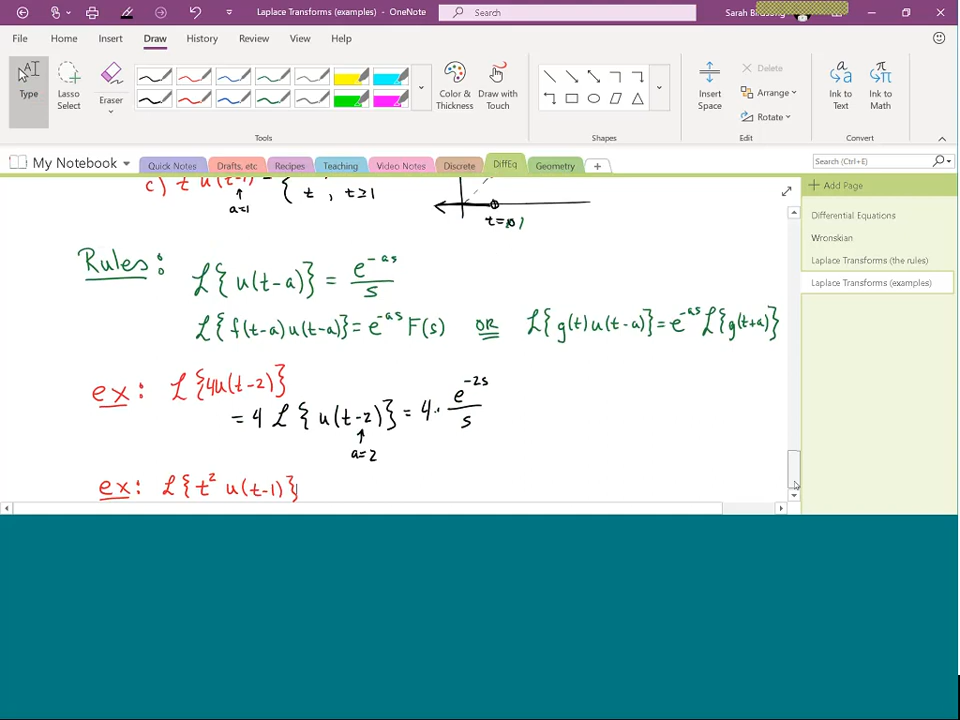 Laplace Transforms (examples) - OneNote
Search
File Home Insert Draw History Review View Help
Type
Lasso Select
Eraser
Color & Thickness
Draw with Touch
Insert Space
Delete
Arrange
Rotate
Ink to Text
Ink to Math
Tools
Shapes
Edit
Convert
My Notebook
Quick Notes Drafts, etc Recipes Teaching Video Notes Discrete DiffEq Geometry +
Search (Ctrl+E)
Add Page
Differential Equations
Wronskian
Laplace Transforms (the rules)
Laplace Transforms (examples)
c) t u(t-1) = { t , t≥1
a=1
Rules:
ℒ{u(t-a)} = e^{-as}/s
ℒ{f(t-a)u(t-a)} = e^{-as} F(s) OR ℒ{g(t)u(t-a)} = e^{-as} ℒ{g(t+a)}
ex: ℒ{4u(t-2)}
= 4 ℒ{u(t-2)} = 4· e^{-2s}/s
a=2
ex: ℒ{t² u(t-1)}